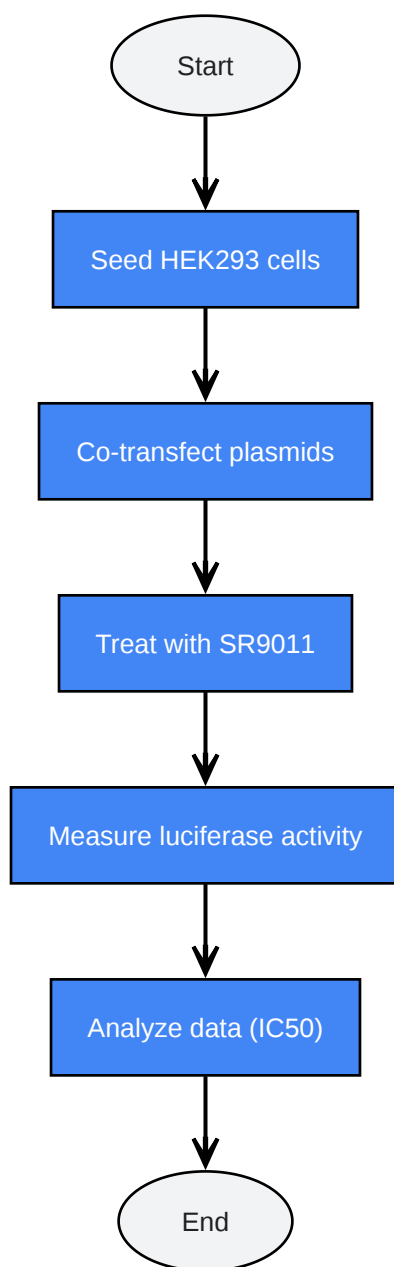 Start
Seed HEK293 cells
Co-transfect plasmids
Treat with SR9011
Measure luciferase activity
Analyze data (IC50)
End